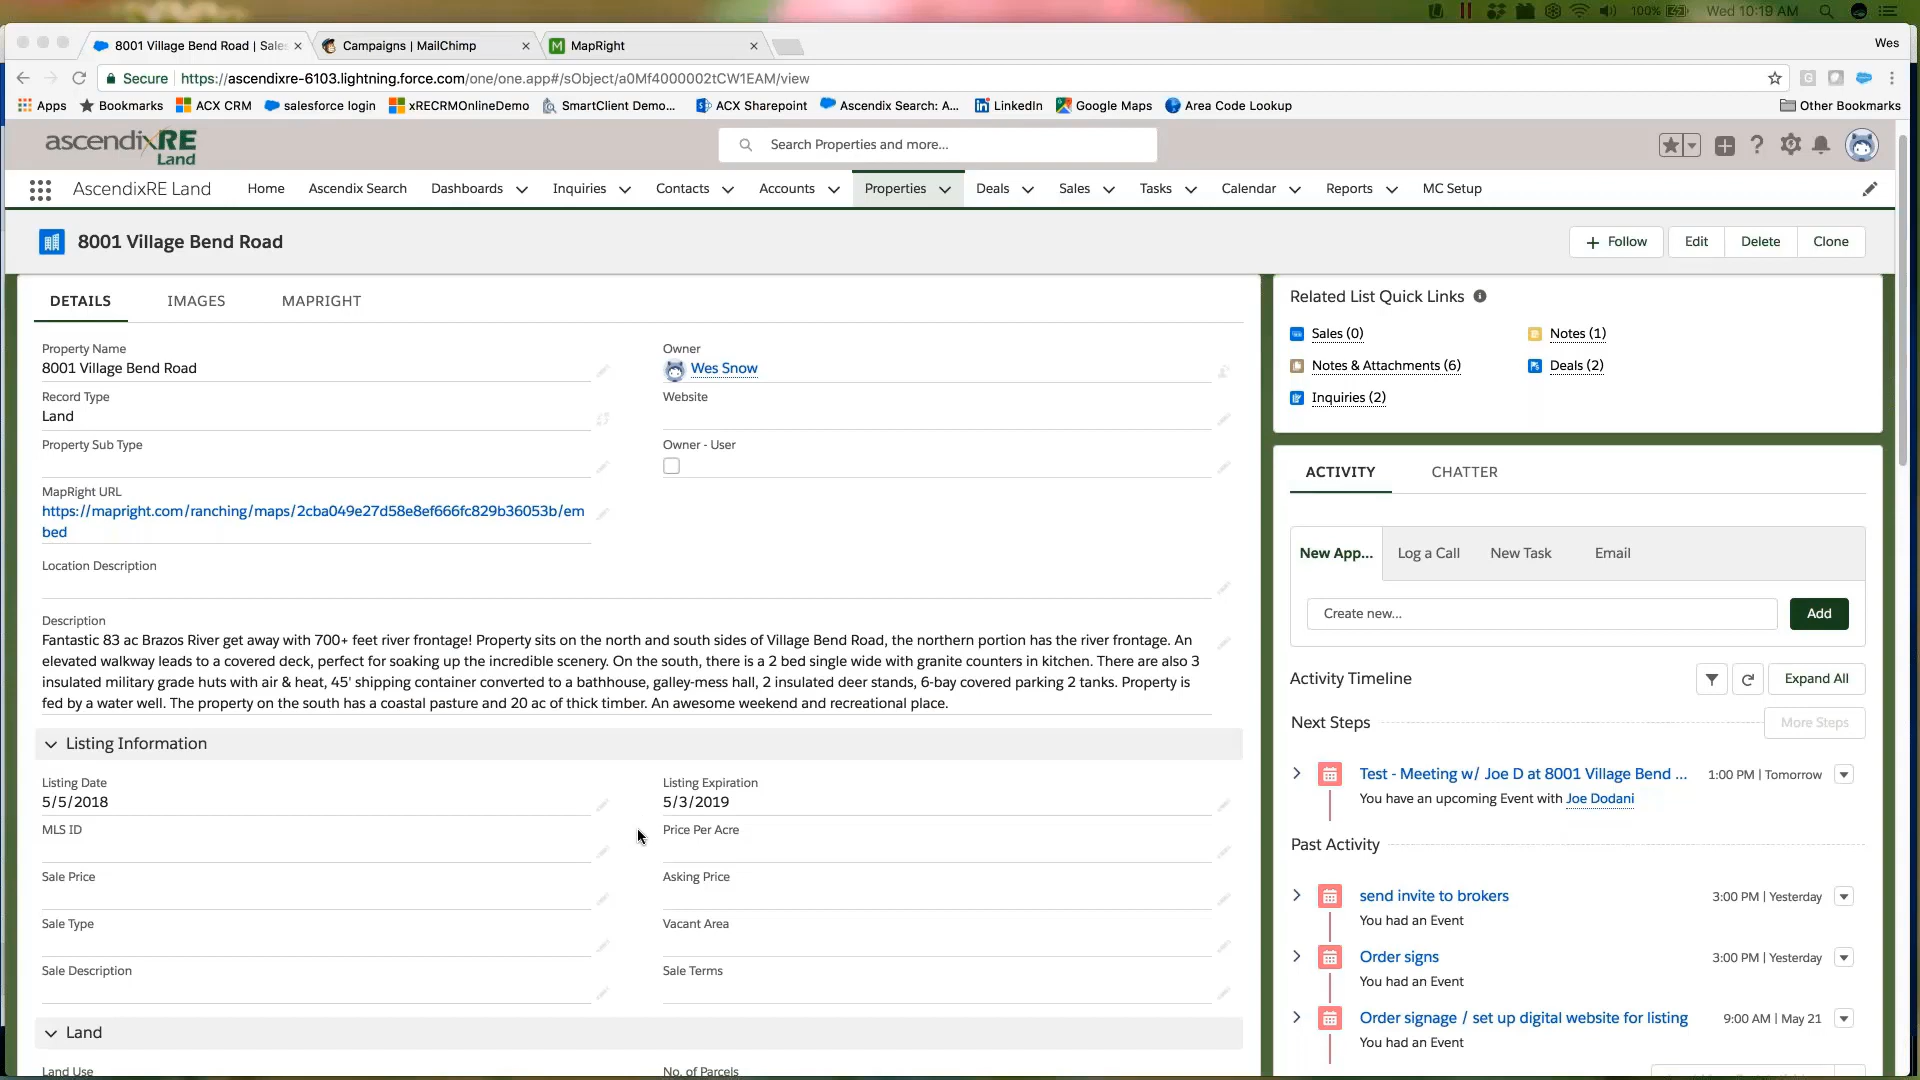 100% Wed 10:19 AM
8001 Village Bend Road | Sales
Campaigns | MailChimp
MapRight
Wes
Secure
https://ascendixre-6103.lightning.force.com/one/one.app#/sObject/a0Mf4000002tCW1EAM/view
Apps
Bookmarks
ACX CRM
salesforce login
xRECRMOnlineDemo
SmartClient Demo...
ACX Sharepoint
Ascendix Search: A...
LinkedIn
Google Maps
Area Code Lookup
Other Bookmarks
ascendixRE
Land
Search Properties and more...
AscendixRE Land
Home
Ascendix Search
Dashboards
Inquiries
Contacts
Accounts
Properties
Deals
Sales
Tasks
Calendar
Reports
MC Setup
8001 Village Bend Road
+ Follow
Edit
Delete
Clone
DETAILS
IMAGES
MAPRIGHT
Property Name
8001 Village Bend Road
Owner
Wes Snow
Record Type
Land
Website
Property Sub Type
Owner - User
MapRight URL
https://mapright.com/ranching/maps/2cba049e27d58e8ef666fc829b36053b/em
bed
Location Description
Description
Fantastic 83 ac Brazos River get away with 700+ feet river frontage! Property sits on the north and south sides of Village Bend Road, the northern portion has the river frontage. An
elevated walkway leads to a covered deck, perfect for soaking up the incredible scenery. On the south, there is a 2 bed single wide with granite counters in kitchen. There are also 3
insulated military grade huts with air & heat, 45' shipping container converted to a bathhouse, galley-mess hall, 2 insulated deer stands, 6-bay covered parking 2 tanks. Property is
fed by a water well. The property on the south has a coastal pasture and 20 ac of thick timber. An awesome weekend and recreational place.
Listing Information
Listing Date
5/5/2018
Listing Expiration
5/3/2019
MLS ID
Price Per Acre
Sale Price
Asking Price
Sale Type
Vacant Area
Sale Description
Sale Terms
Land
Land Use
No. of Parcels
Related List Quick Links
Sales (0)
Notes (1)
Notes & Attachments (6)
Deals (2)
Inquiries (2)
ACTIVITY
CHATTER
New App...
Log a Call
New Task
Email
Create new...
Add
Activity Timeline
Expand All
Next Steps
More Steps
Test - Meeting w/ Joe D at 8001 Village Bend ...
1:00 PM | Tomorrow
You have an upcoming Event with Joe Dodani
Past Activity
send invite to brokers
3:00 PM | Yesterday
You had an Event
Order signs
3:00 PM | Yesterday
You had an Event
Order signage / set up digital website for listing
9:00 AM | May 21
You had an Event